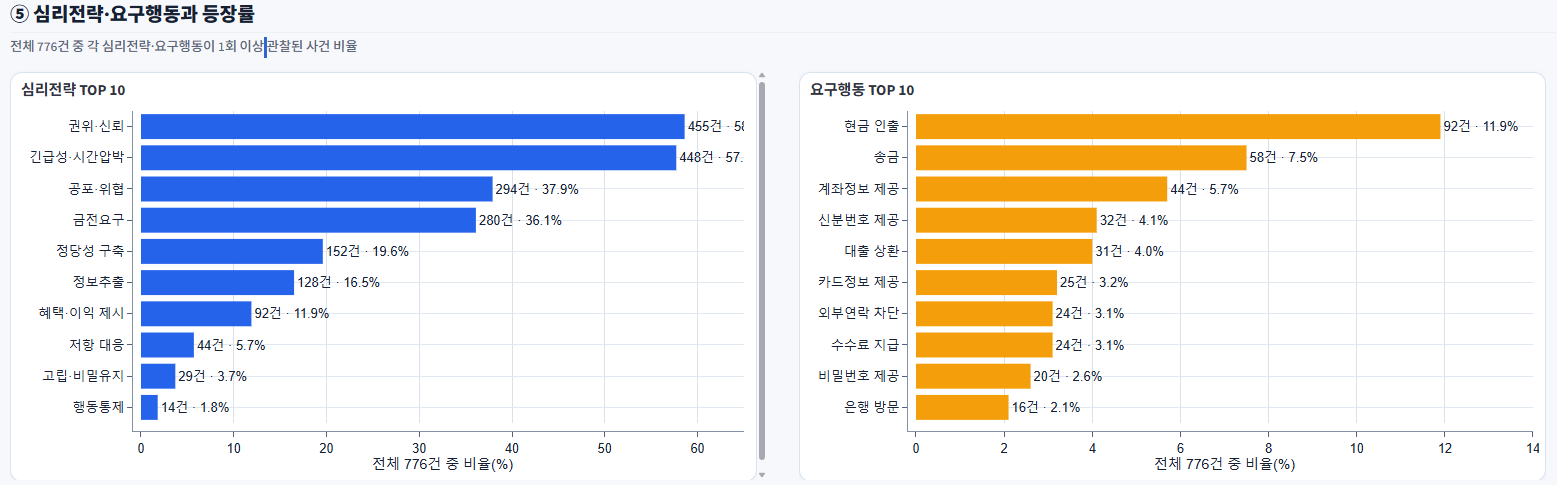 ⑤ 심리전략·요구행동과 등장률
전체 776건 중 각 심리전략·요구행동이 1회 이상 관찰된 사건 비율
심리전략 TOP 10
권위·신뢰 455건 · 58
긴급성·시간압박 448건 · 57.
공포·위협 294건 · 37.9%
금전요구 280건 · 36.1%
정당성 구축 152건 · 19.6%
정보추출 128건 · 16.5%
혜택·이익 제시 92건 · 11.9%
저항 대응 44건 · 5.7%
고립·비밀유지 29건 · 3.7%
행동통제 14건 · 1.8%
0 10 20 30 40 50 60
전체 776건 중 비율(%)
요구행동 TOP 10
현금 인출 92건 · 11.9%
송금 58건 · 7.5%
계좌정보 제공 44건 · 5.7%
신분번호 제공 32건 · 4.1%
대출 상환 31건 · 4.0%
카드정보 제공 25건 · 3.2%
외부연락 차단 24건 · 3.1%
수수료 지급 24건 · 3.1%
비밀번호 제공 20건 · 2.6%
은행 방문 16건 · 2.1%
0 2 4 6 8 10 12 14
전체 776건 중 비율(%)